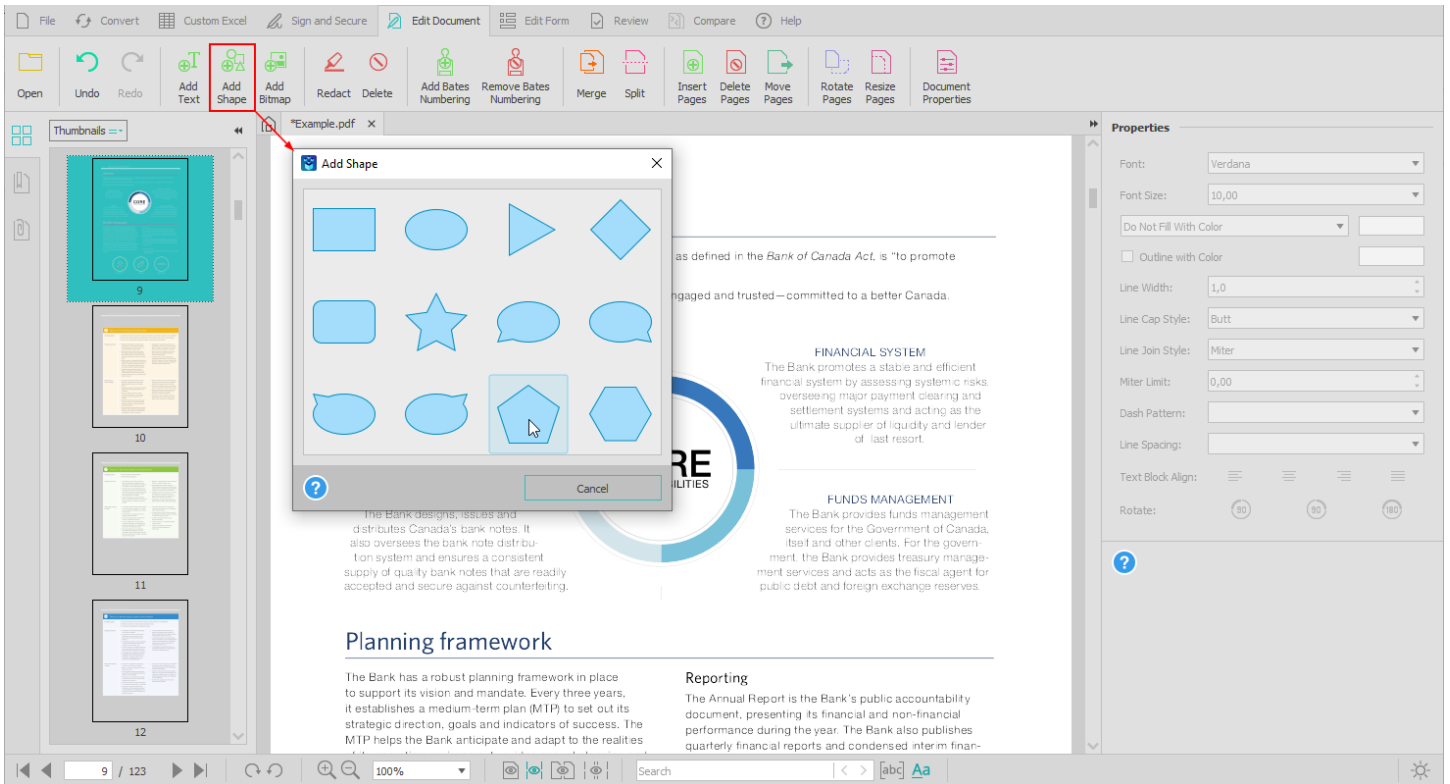 File Convert Custom Excel Sign and Secure Edit Document Edit Form Review Compare Help
Open Undo Redo Add Text Add Shape Add Bitmap Redact Delete Add Bates Numbering Remove Bates Numbering Merge Split Insert Pages Delete Pages Move Pages Rotate Pages Resize Pages Document Properties
Thumbnails
9
10
11
12
*Example.pdf
Add Shape
Cancel
as defined in the Bank of Canada Act, is “to promote
ngaged and trusted—committed to a better Canada.
FINANCIAL SYSTEM
The Bank promotes a stable and efficient
financial system by assessing systemic risks,
overseeing major payment clearing and
settlement systems and acting as the
ultimate supplier of liquidity and lender
of last resort.
RE
ILITIES
The Bank designs, issues and
distributes Canada’s bank notes. It
also oversees the bank note distribu-
tion system and ensures a consistent
supply of quality bank notes that are readily
accepted and secure against counterfeiting.
FUNDS MANAGEMENT
The Bank provides funds management
services for the Government of Canada,
itself and other clients. For the govern-
ment, the Bank provides treasury manage-
ment services and acts as the fiscal agent for
public debt and foreign exchange reserves.
Planning framework
The Bank has a robust planning framework in place
to support its vision and mandate. Every three years,
it establishes a medium-term plan (MTP) to set out its
strategic direction, goals and indicators of success. The
MTP helps the Bank anticipate and adapt to the realities
Reporting
The Annual Report is the Bank’s public accountability
document, presenting its financial and non-financial
performance during the year. The Bank also publishes
quarterly financial reports and condensed interim finan-
Properties
Font: Verdana
Font Size: 10,00
Do Not Fill With Color
Outline with Color
Line Width: 1,0
Line Cap Style: Butt
Line Join Style: Miter
Miter Limit: 0,00
Dash Pattern:
Line Spacing:
Text Block Align:
Rotate: 90 90 180
9 / 123 100% Search abc Aa